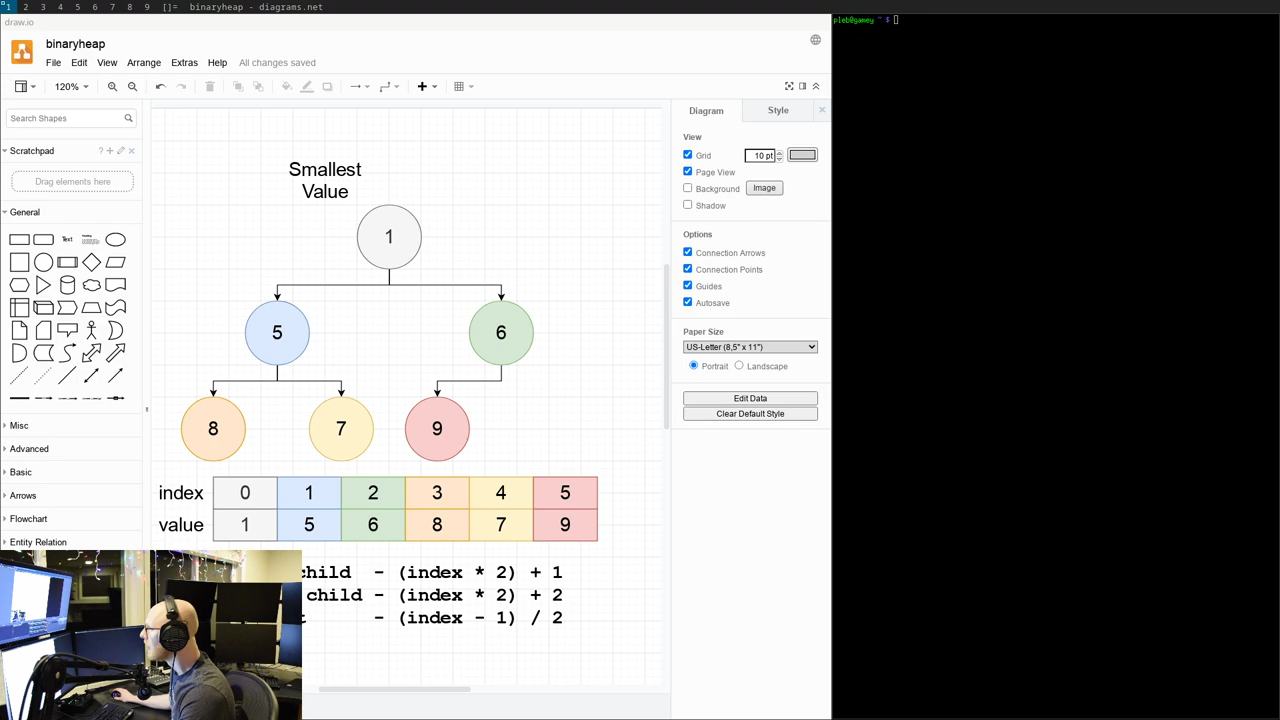 1 2 3 4 5 6 7 8 9 []= binaryheap - diagrams.net
draw.io
binaryheap
File Edit View Arrange Extras Help All changes saved
120%
Search Shapes
Scratchpad
Drag elements here
General
Text
Heading
Misc
Advanced
Basic
Arrows
Flowchart
Entity Relation
Smallest
Value
1
5 6
8 7 9
index 0 1 2 3 4 5
value 1 5 6 8 7 9
child - (index * 2) + 1
child - (index * 2) + 2
- (index - 1) / 2
Diagram Style
View
Grid 10 pt
Page View
Background Image
Shadow
Options
Connection Arrows
Connection Points
Guides
Autosave
Paper Size
US-Letter (8,5" x 11")
Portrait Landscape
Edit Data
Clear Default Style
pleb@gamey ~ $